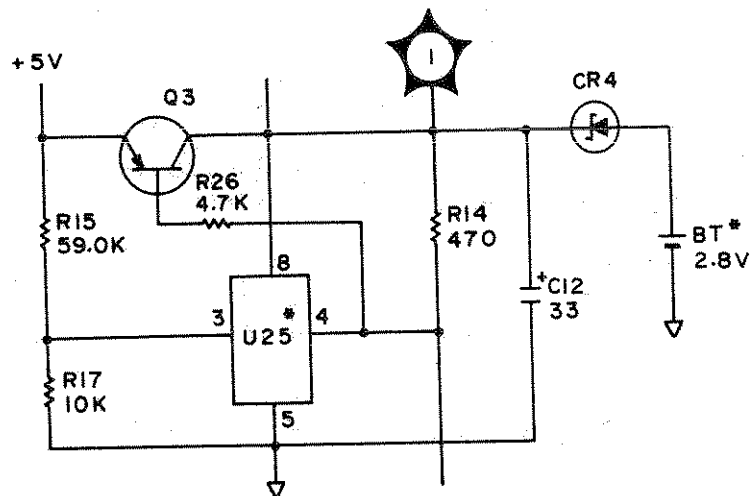 1
+5V
CR4
Q3
R26
4.7K
R15
59.0K
R14
470
BT*
2.8V
8
+
C12
33
3
U25*
4
R17
10K
5